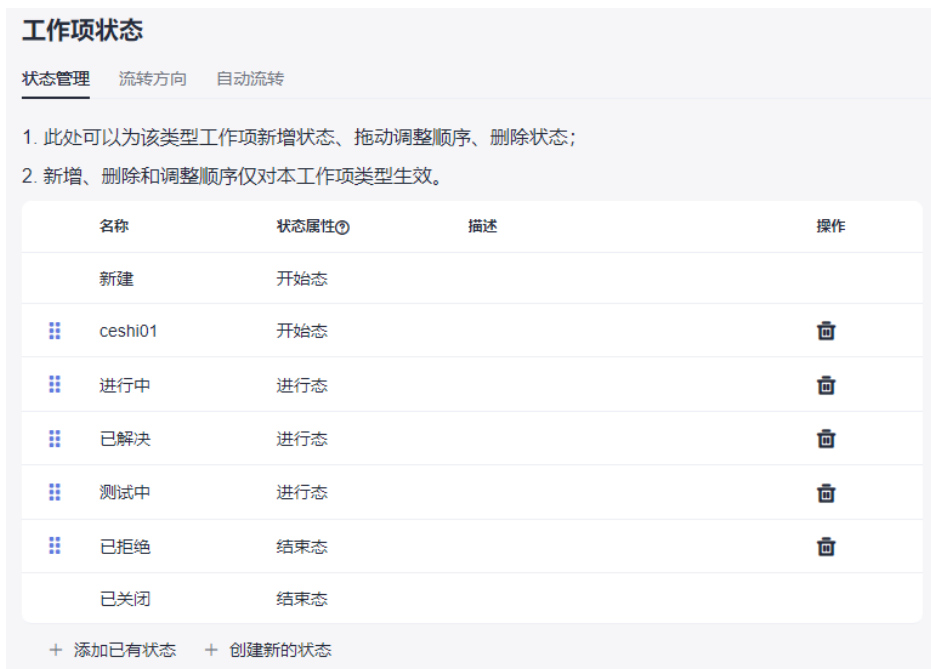 工作项状态
状态管理 流转方向 自动流转
1. 此处可以为该类型工作项新增状态、拖动调整顺序、删除状态；
2. 新增、删除和调整顺序仅对本工作项类型生效。
名称 状态属性 描述 操作
新建 开始态
ceshi01 开始态
进行中 进行态
已解决 进行态
测试中 进行态
已拒绝 结束态
已关闭 结束态
+ 添加已有状态 + 创建新的状态